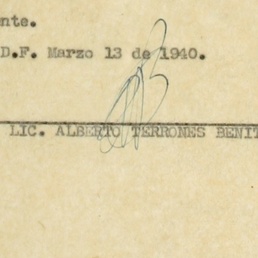 nte.
D.F. Marzo 13 de 1940.
LIC. ALBERTO TERRONES BENIT